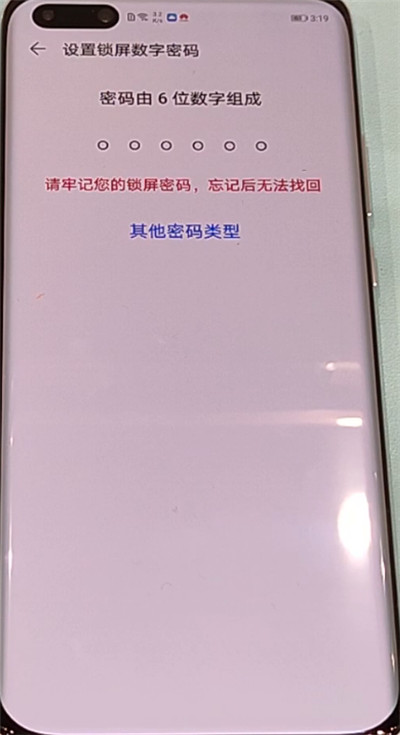 3:19
设置锁屏数字密码
密码由 6 位数字组成
请牢记您的锁屏密码，忘记后无法找回
其他密码类型